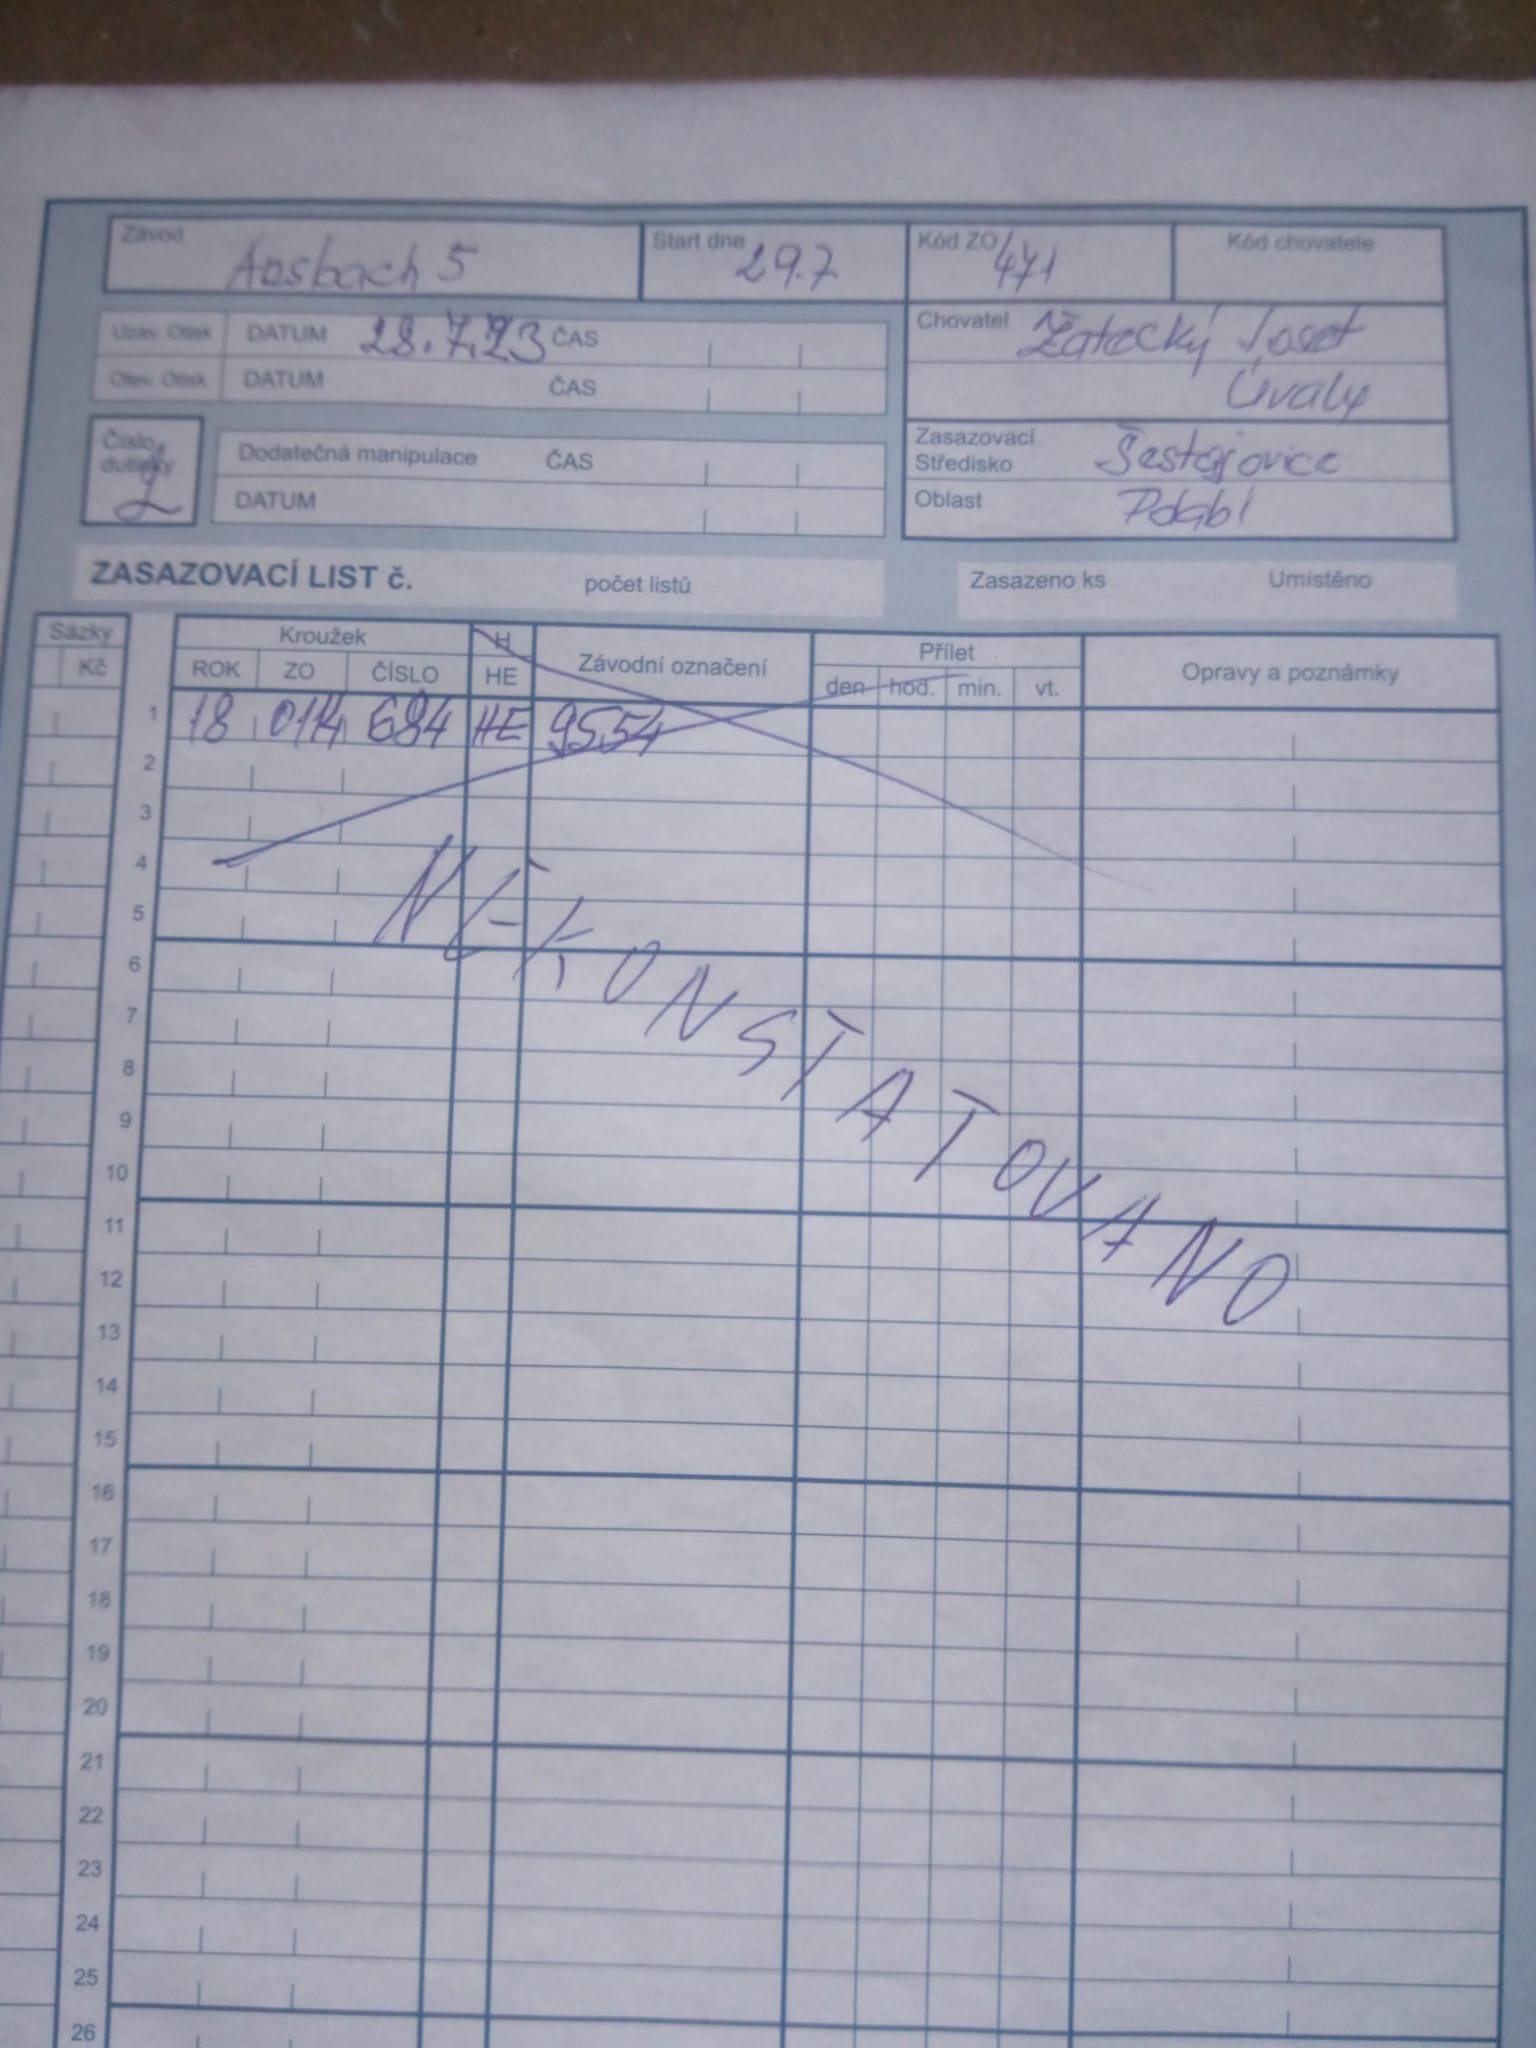 Závod Ansbach 5 Start dne 29.7 Kód ZO 471 Kód chovatele
Uzav. Otisk DATUM 28.7.23 ČAS
Otev. Otisk DATUM ČAS
Chovatel Žatecký Josef
Úvaly
Číslo dutinky 2
Dodatečná manipulace ČAS
DATUM
Zasazovací Středisko Šestajovice
Oblast Polabí
ZASAZOVACÍ LIST č. počet listů Zasazeno ks Umístěno
Sázky Kroužek H Závodní označení Přílet Opravy a poznámky
Kč ROK ZO ČÍSLO HE den hod. min. vt.
1 18 0114 684 HE 9554
2
3
4
5
NEKONSTATOVANO
6
7
8
9
10
11
12
13
14
15
16
17
18
19
20
21
22
23
24
25
26